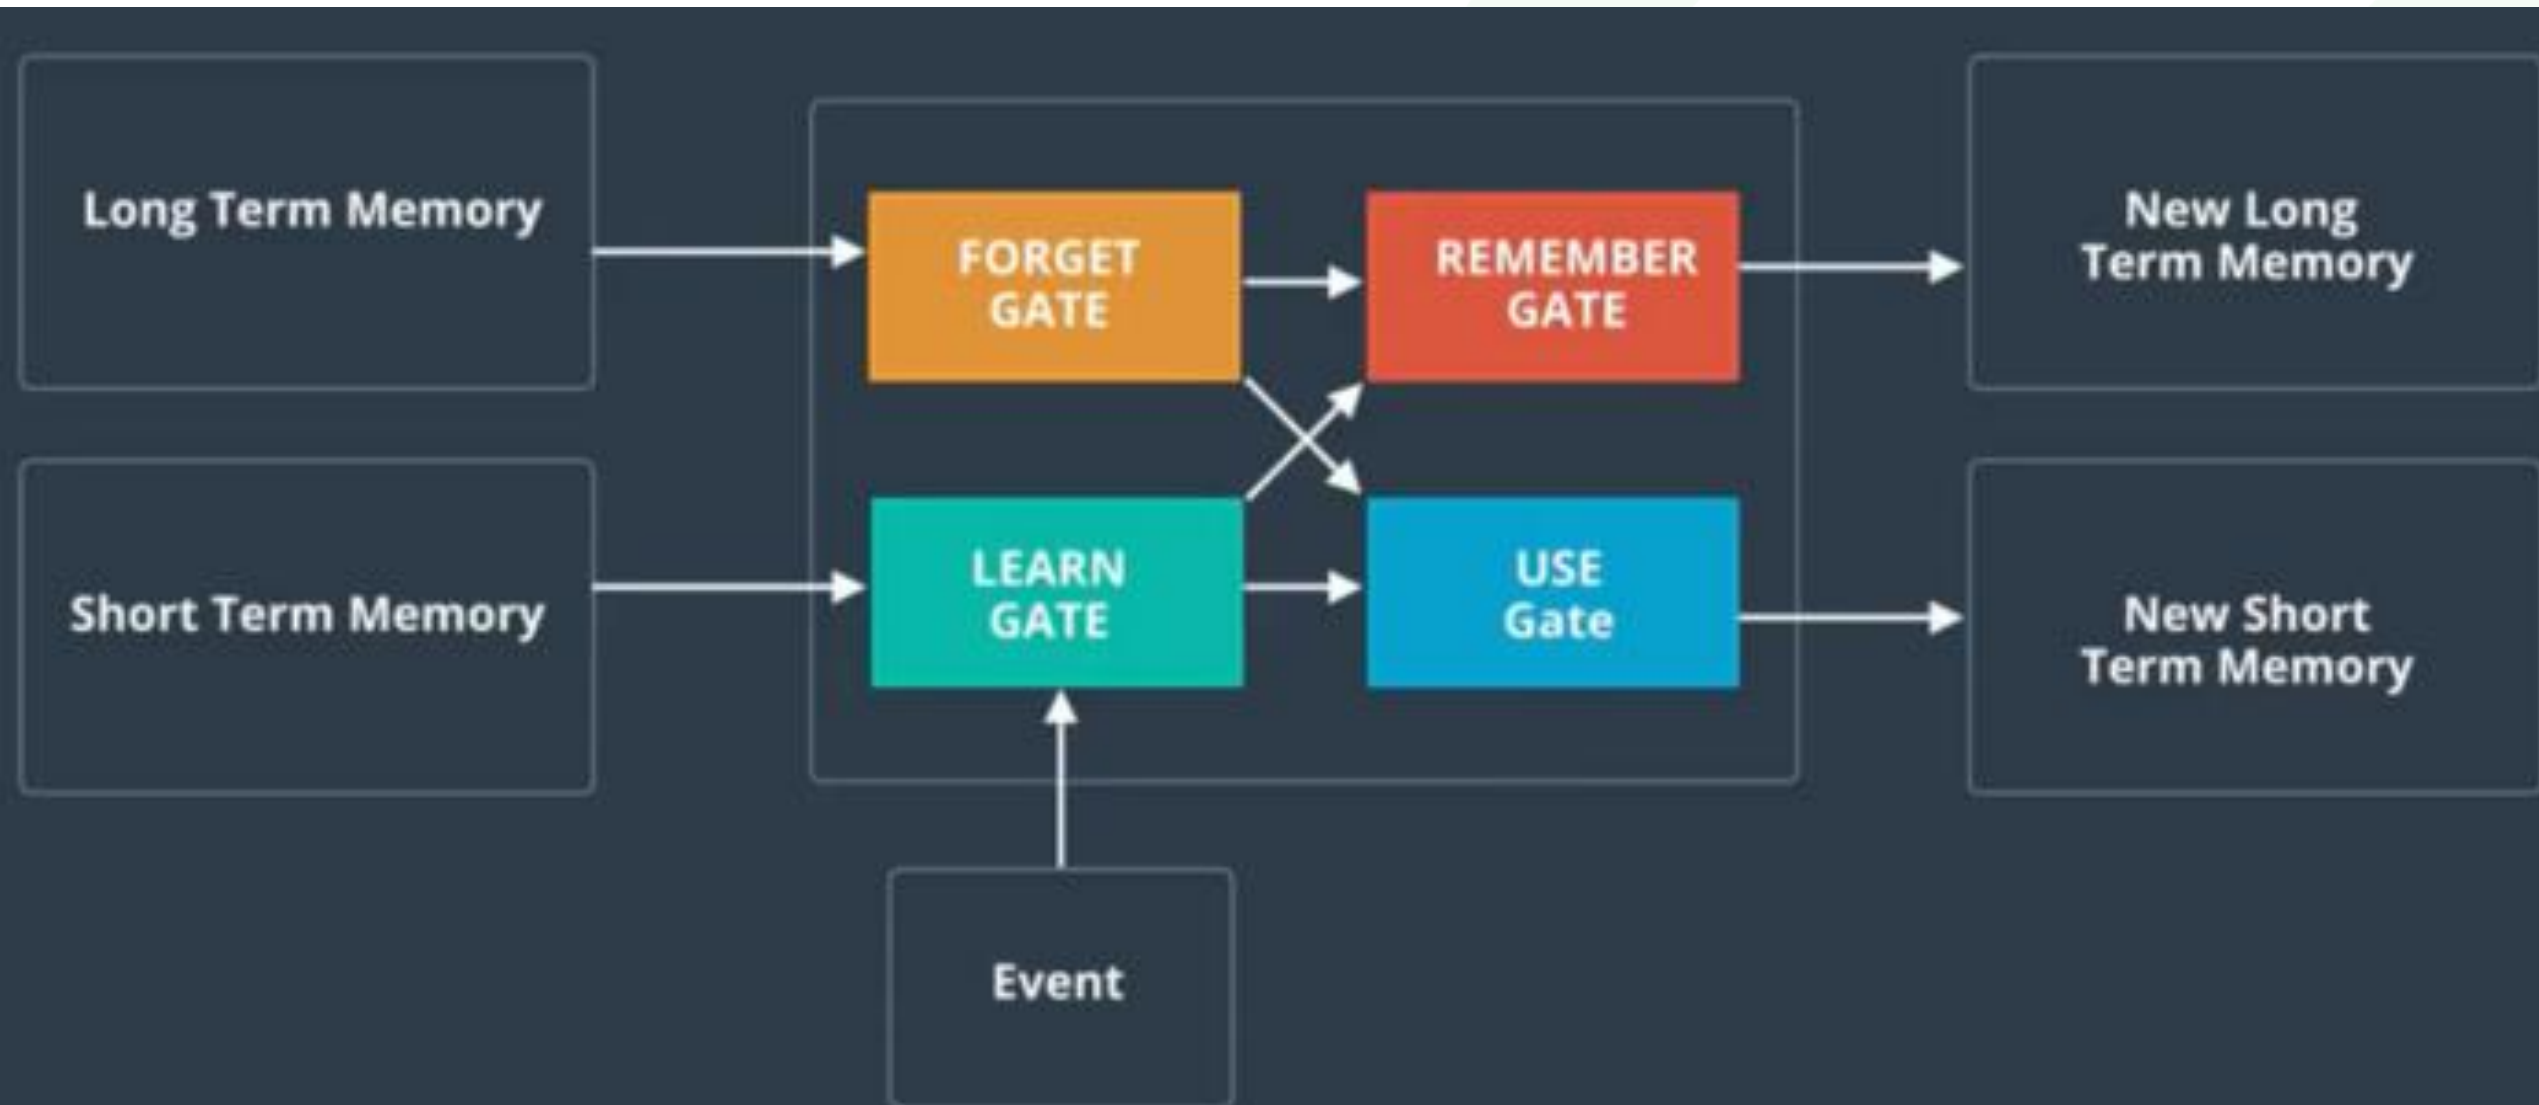 Long Term Memory
FORGET
GATE
REMEMBER
GATE
New Long
Term Memory
Short Term Memory
LEARN
GATE
USE
Gate
New Short
Term Memory
Event